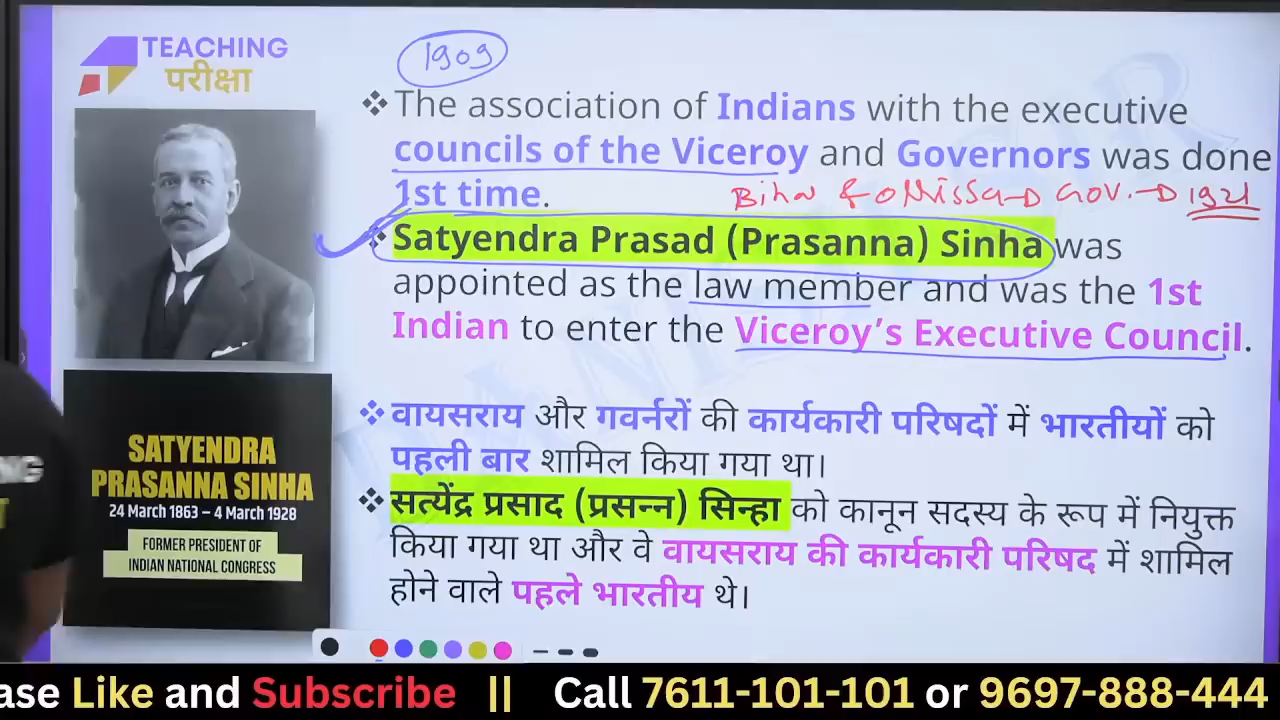 TEACHING
परीक्षा
1909
❖ The association of Indians with the executive
councils of the Viceroy and Governors was done
1st time.
Bihar & Orissa → Gov. → 1921
❖ Satyendra Prasad (Prasanna) Sinha was
appointed as the law member and was the 1st
Indian to enter the Viceroy's Executive Council.
❖ वायसराय और गवर्नरों की कार्यकारी परिषदों में भारतीयों को
पहली बार शामिल किया गया था।
❖ सत्येंद्र प्रसाद (प्रसन्न) सिन्हा को कानून सदस्य के रूप में नियुक्त
किया गया था और वे वायसराय की कार्यकारी परिषद में शामिल
होने वाले पहले भारतीय थे।
SATYENDRA
PRASANNA SINHA
24 March 1863 – 4 March 1928
FORMER PRESIDENT OF
INDIAN NATIONAL CONGRESS
ase Like and Subscribe || Call 7611-101-101 or 9697-888-444